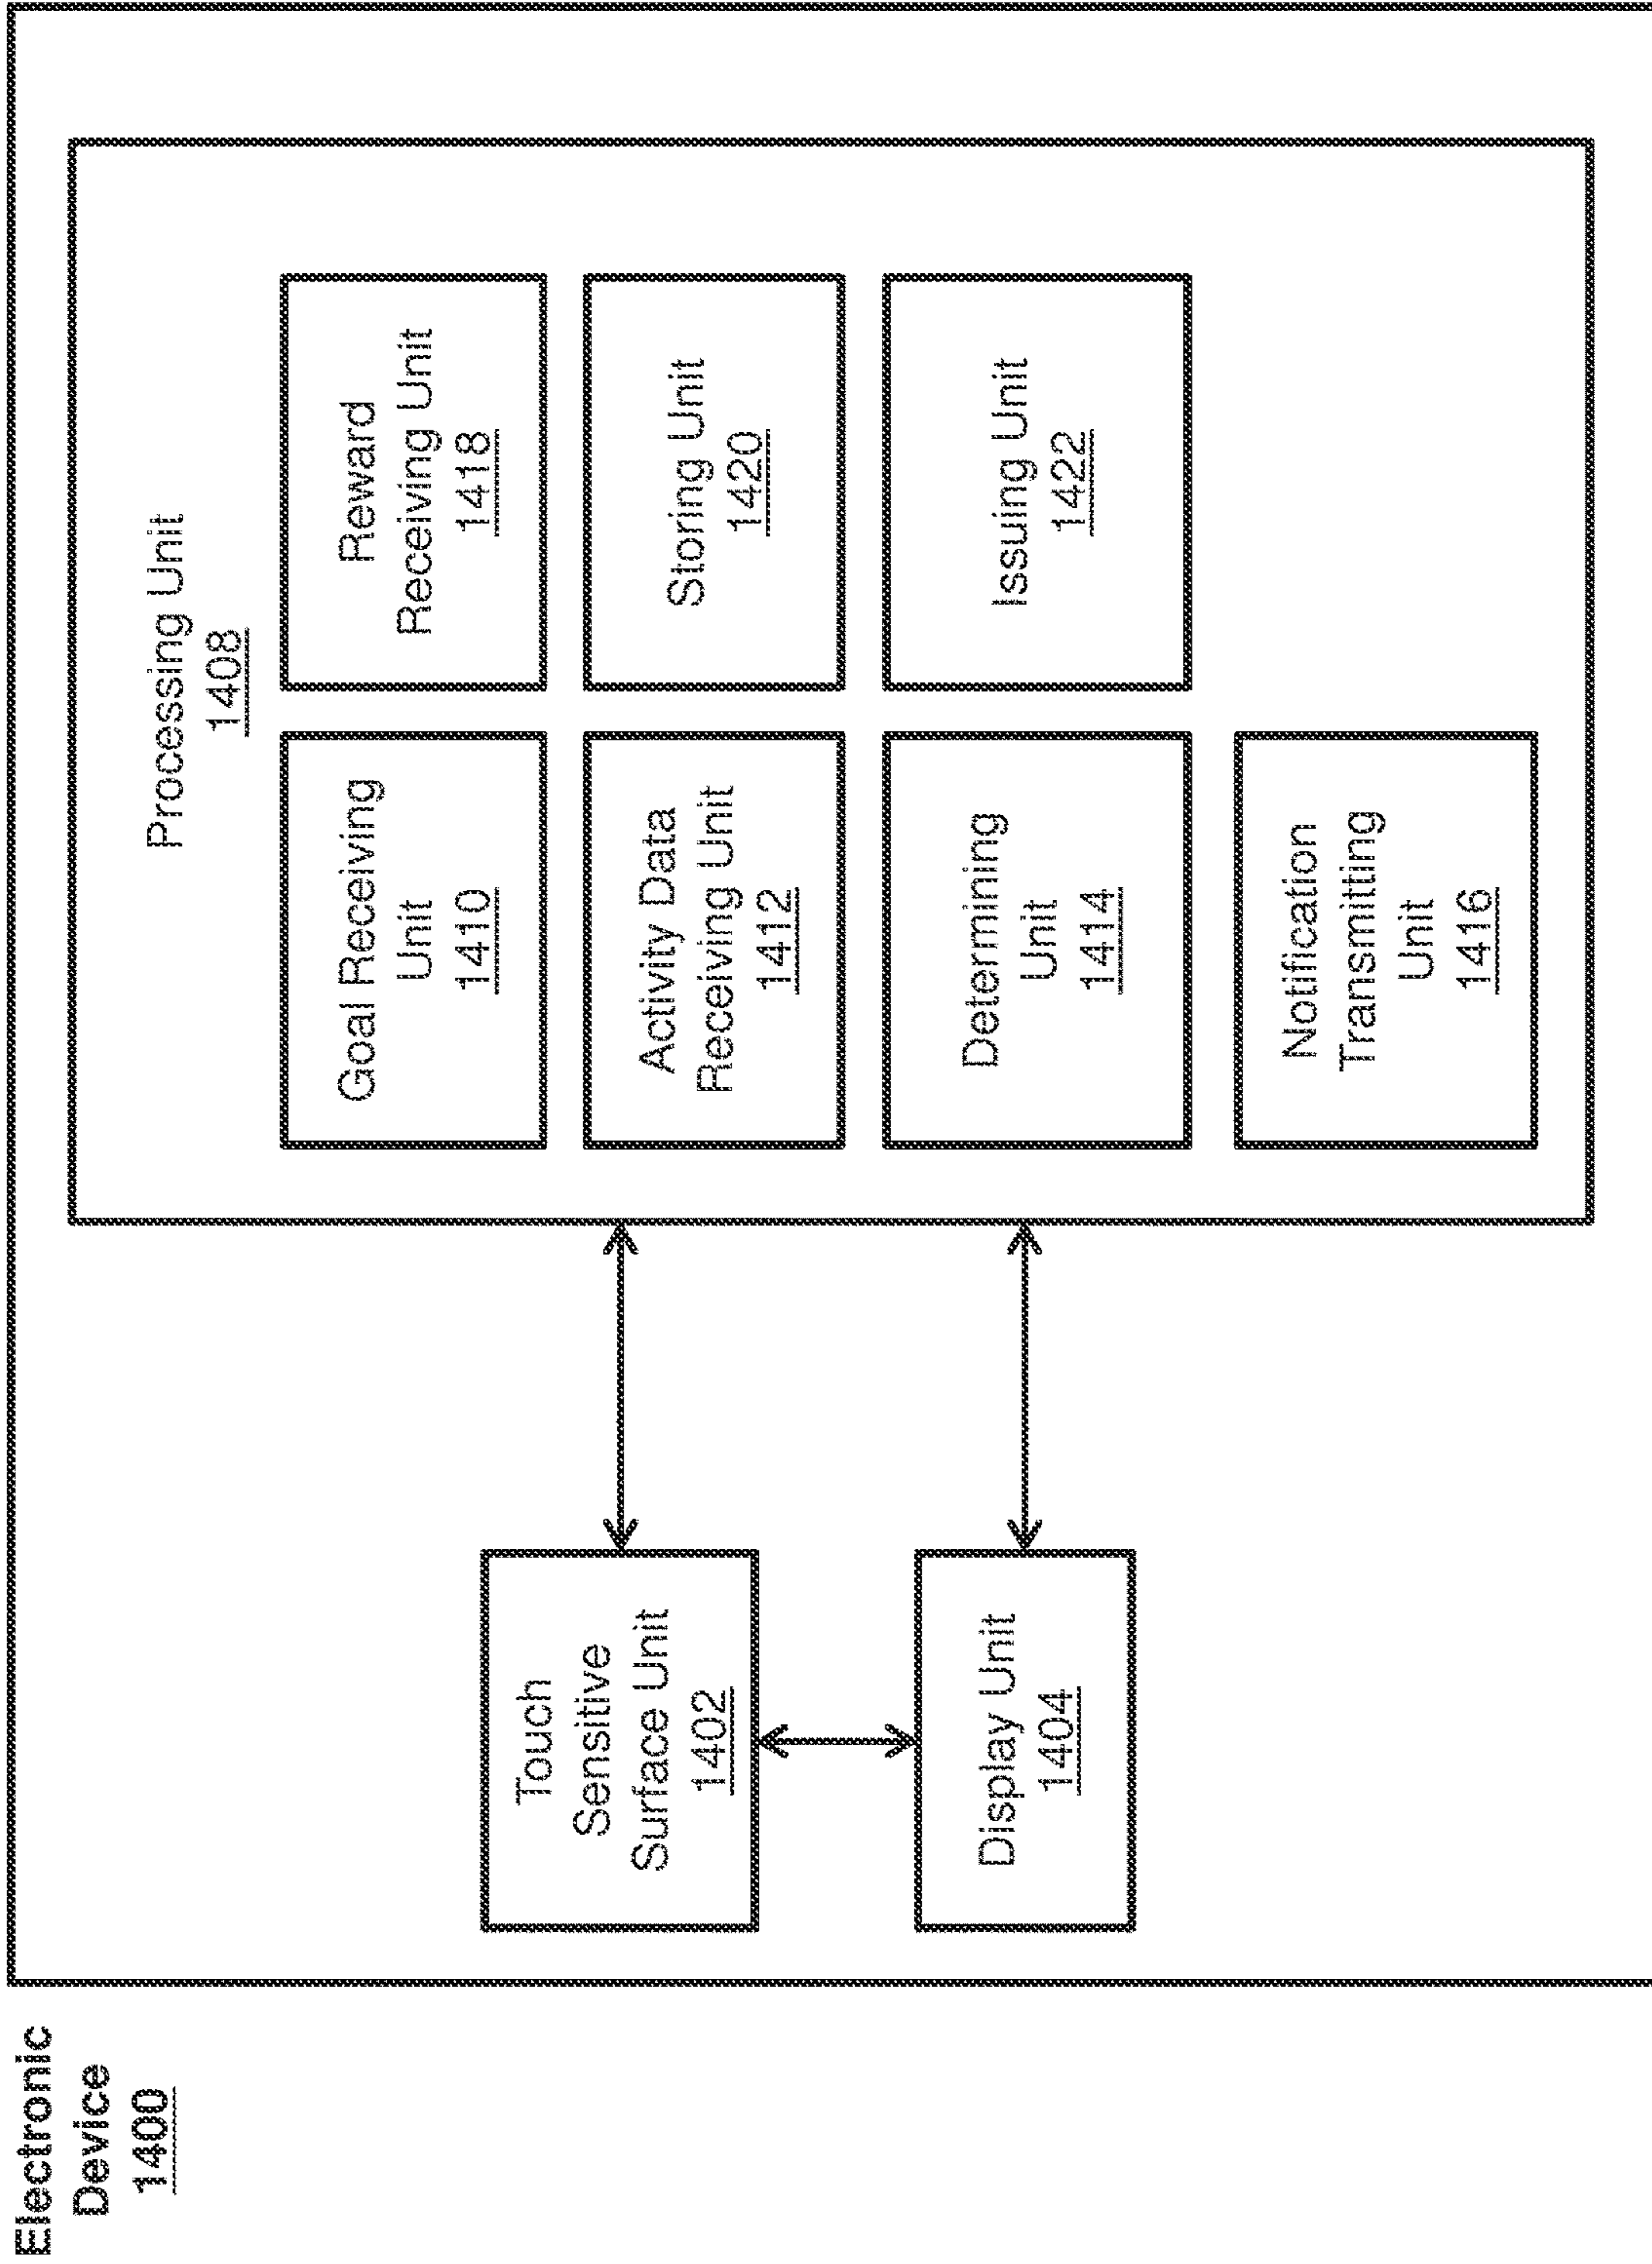 Electronic
Device
1400
Touch
Sensitive
Surface Unit
1402
Display Unit
1404
Processing Unit
1408
Goal Receiving
Unit
1410
Reward
Receiving Unit
1418
Activity Data
Receiving Unit
1412
Storing Unit
1420
Determining
Unit
1414
Issuing Unit
1422
Notification
Transmitting
Unit
1416